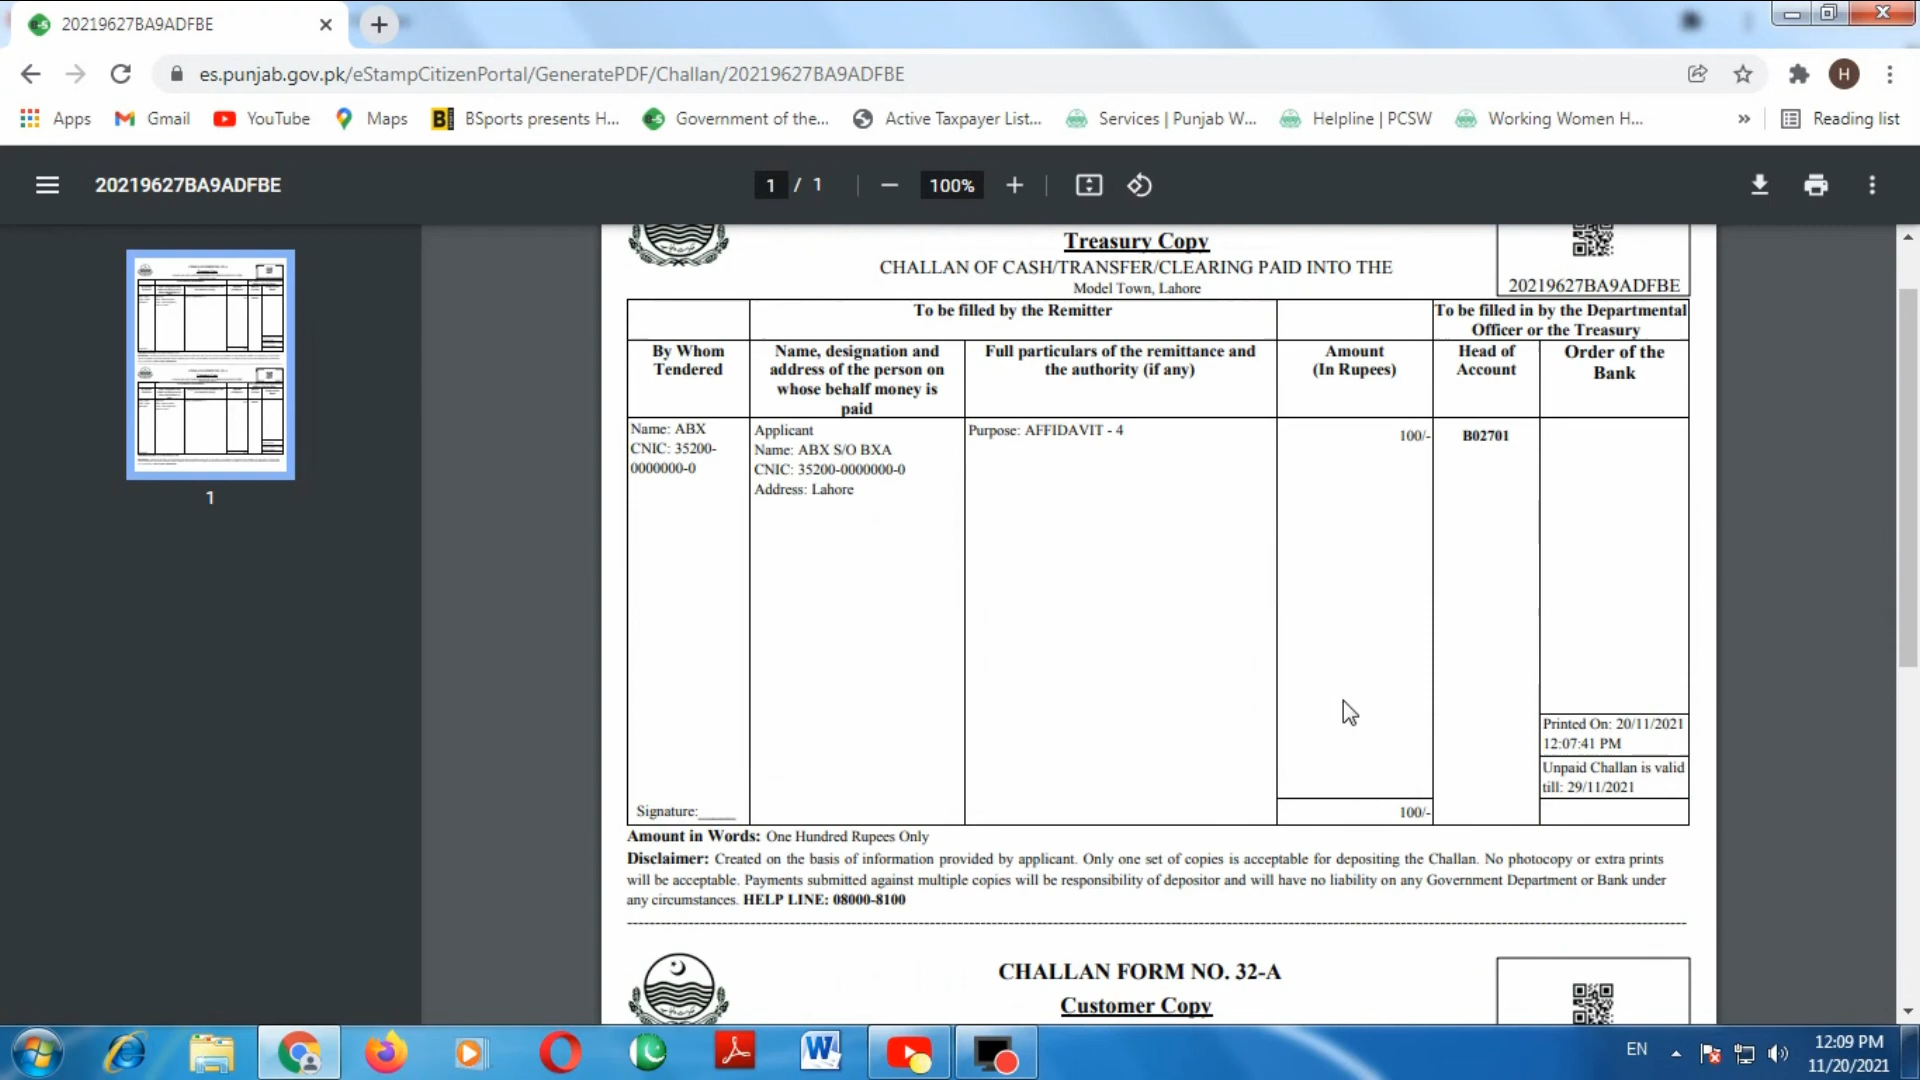 20219627BA9ADFBE
es.punjab.gov.pk/eStampCitizenPortal/GeneratePDF/Challan/20219627BA9ADFBE
H
Apps Gmail YouTube Maps BSports presents H... Government of the... Active Taxpayer List... Services | Punjab W... Helpline | PCSW Working Women H... » Reading list
20219627BA9ADFBE 1 / 1 100%
1
Treasury Copy
CHALLAN OF CASH/TRANSFER/CLEARING PAID INTO THE
Model Town, Lahore
20219627BA9ADFBE
To be filled by the Remitter
To be filled in by the Departmental
Officer or the Treasury
By Whom
Tendered
Name, designation and
address of the person on
whose behalf money is
paid
Full particulars of the remittance and
the authority (if any)
Amount
(In Rupees)
Head of
Account
Order of the
Bank
Name: ABX
CNIC: 35200-
0000000-0
Applicant
Name: ABX S/O BXA
CNIC: 35200-0000000-0
Address: Lahore
Purpose: AFFIDAVIT - 4
100/-
B02701
Printed On: 20/11/2021
12:07:41 PM
Unpaid Challan is valid
till: 29/11/2021
Signature:_____
100/-
Amount in Words: One Hundred Rupees Only
Disclaimer: Created on the basis of information provided by applicant. Only one set of copies is acceptable for depositing the Challan. No photocopy or extra prints
will be acceptable. Payments submitted against multiple copies will be responsibility of depositor and will have no liability on any Government Department or Bank under
any circumstances. HELP LINE: 08000-8100
CHALLAN FORM NO. 32-A
Customer Copy
EN
12:09 PM
11/20/2021